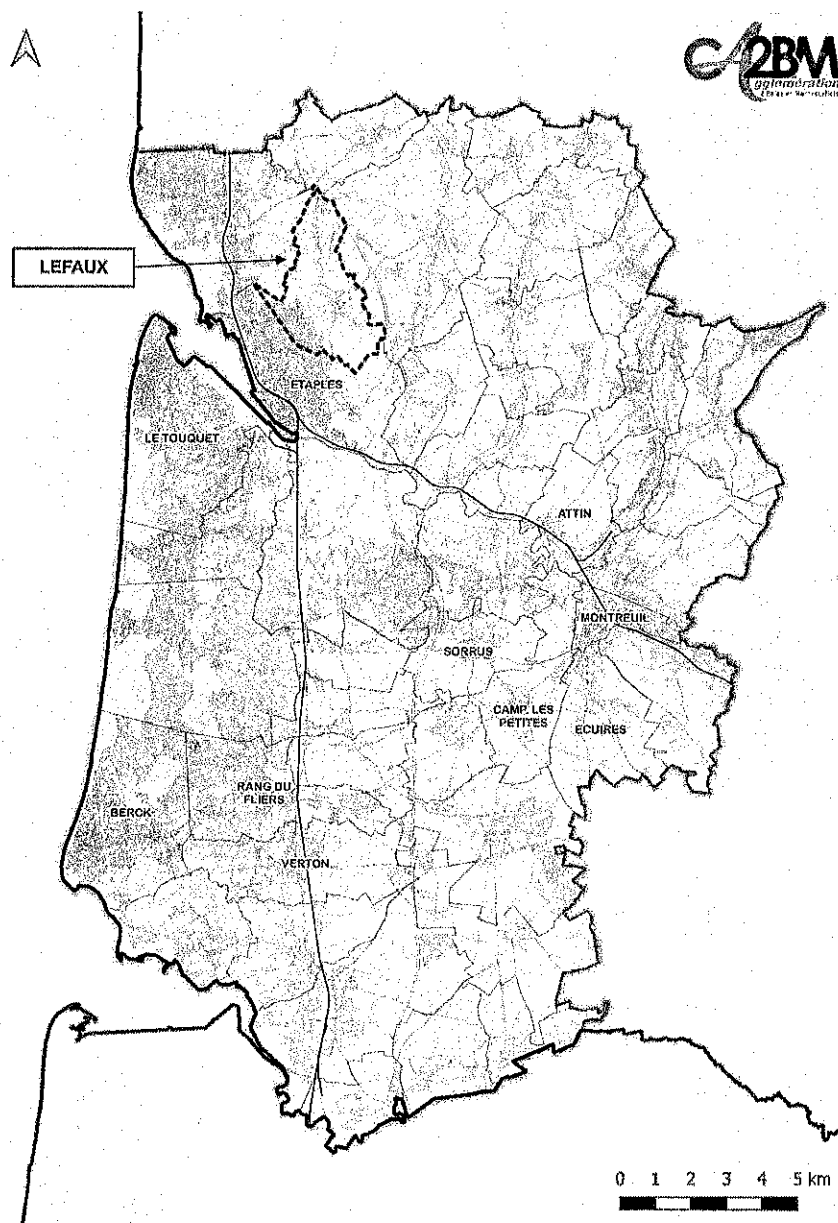 CA2BM
gglomération
LEFAUX
ETAPLES
LE TOUQUET
ATTIN
MONTREUIL
SORRUS
CAMP. LES
PETITES
ECUIRES
RANG DU
FLIERS
BERCK
VERTON
0 1 2 3 4 5 km